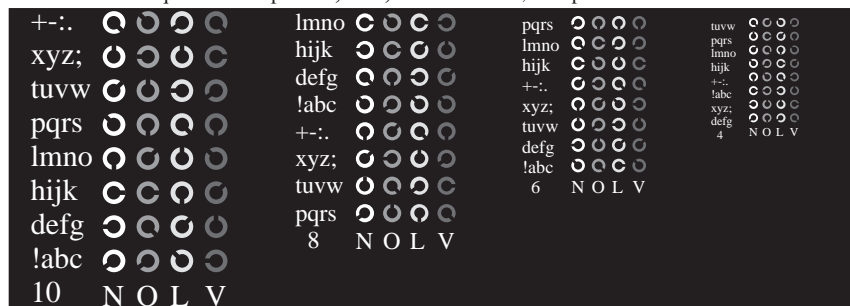 +-:.
xyz;
tuvw
pqrs
lmno
hijk
defg
!abc
10 N O L V
lmno
hijk
defg
!abc
+-:.
xyz;
tuvw
pqrs
8 N O L V
pqrs
lmno
hijk
+-:.
xyz;
tuvw
defg
!abc
6 N O L V
tuvw
pqrs
lmno
hijk
+-:.
!abc
xyz;
defg
4 N O L V